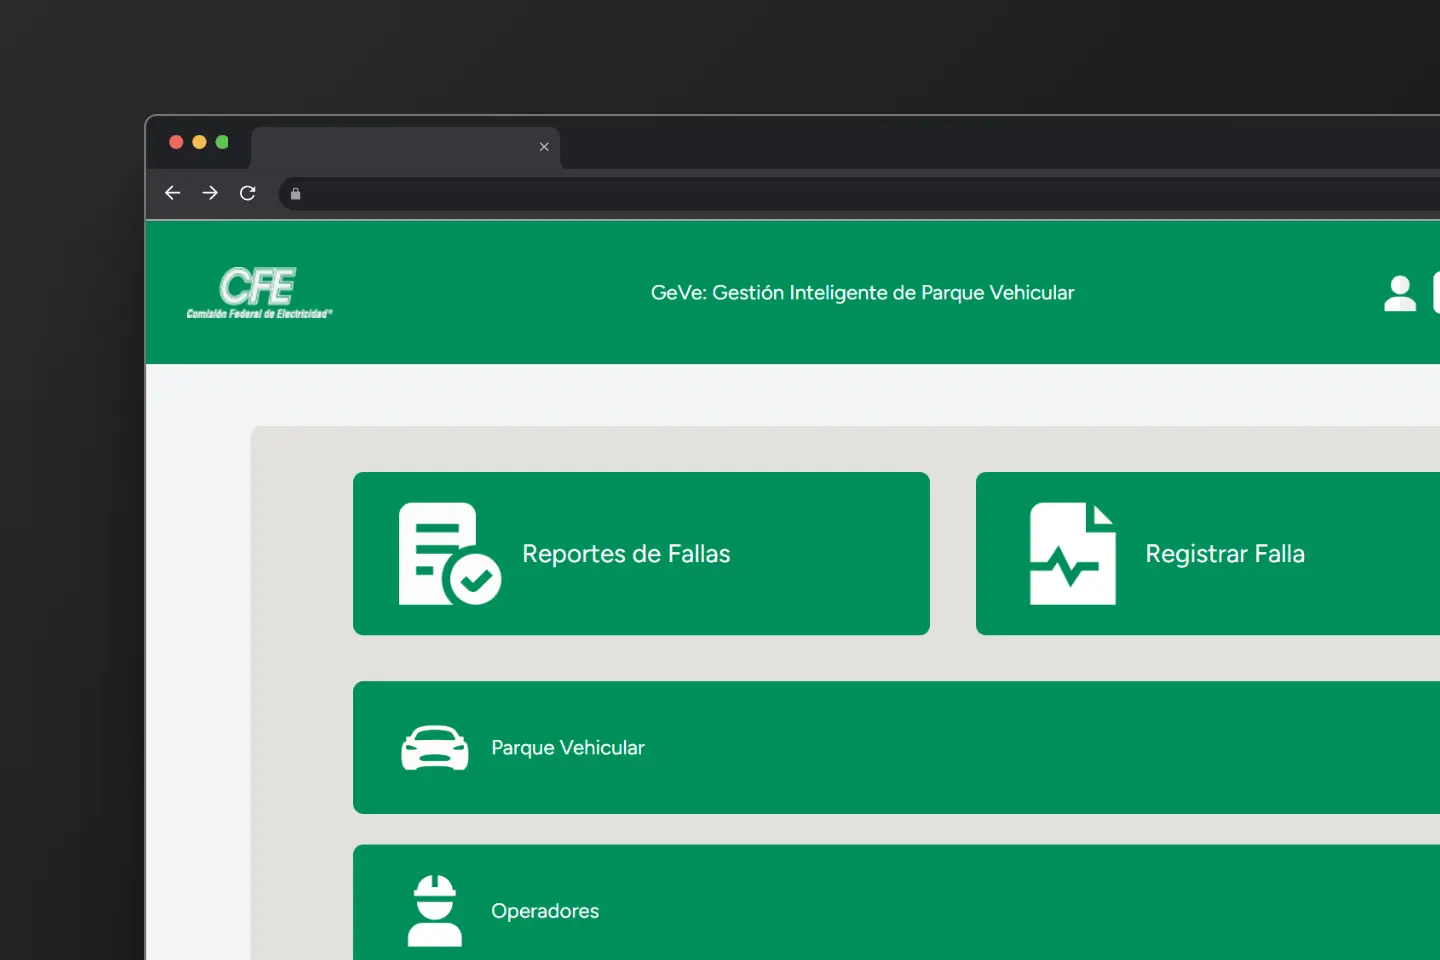 CFE
Comisión Federal de Electricidad®
GeVe: Gestión Inteligente de Parque Vehicular
Reportes de Fallas
Registrar Falla
Parque Vehicular
Operadores